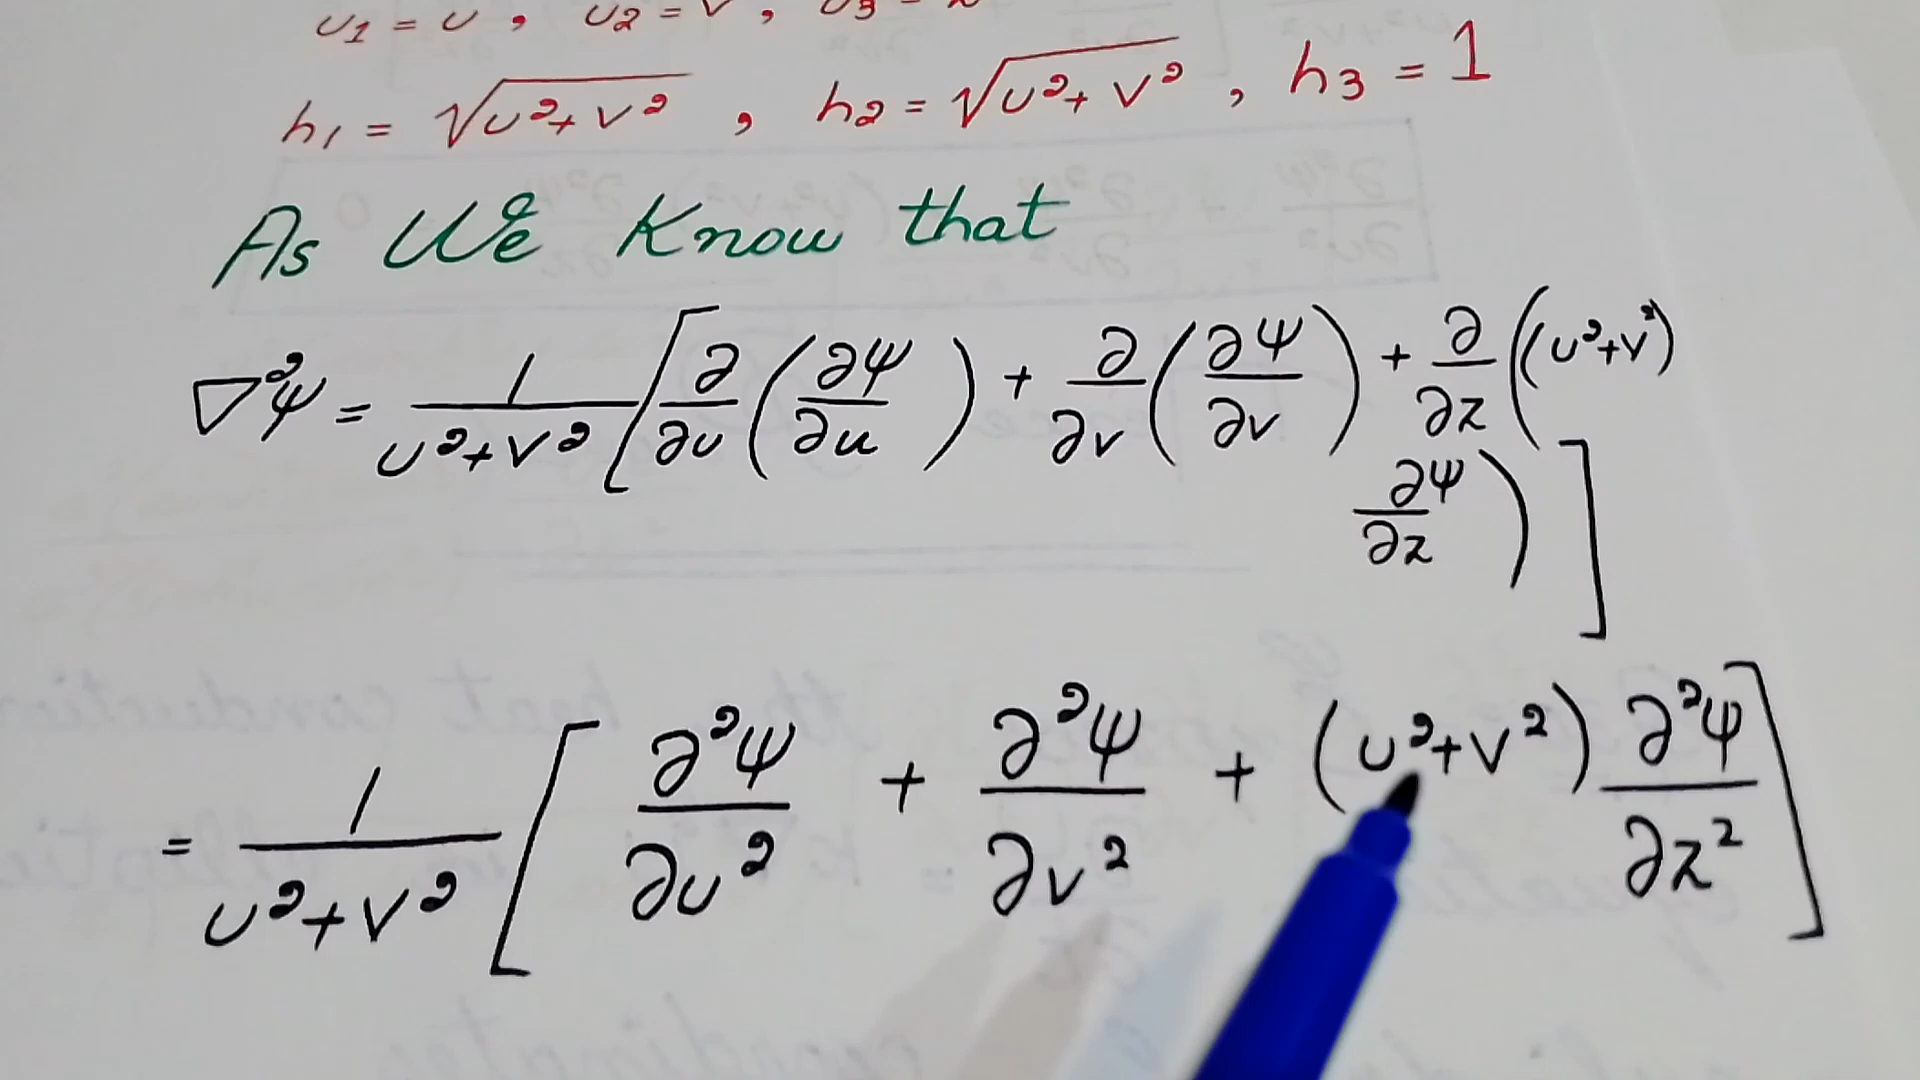 u₁ = u , u₂ = v , u₃ = z
h₁ = √(u²+v²) , h₂ = √(u²+v²) , h₃ = 1
As We Know that
∇²ψ = 1/(u²+v²) [ ∂/∂u (∂ψ/∂u) + ∂/∂v (∂ψ/∂v) + ∂/∂z ((u²+v²)
∂ψ/∂z) ]
= 1/(u²+v²) [ ∂²ψ/∂u² + ∂²ψ/∂v² + (u²+v²) ∂²ψ/∂z² ]